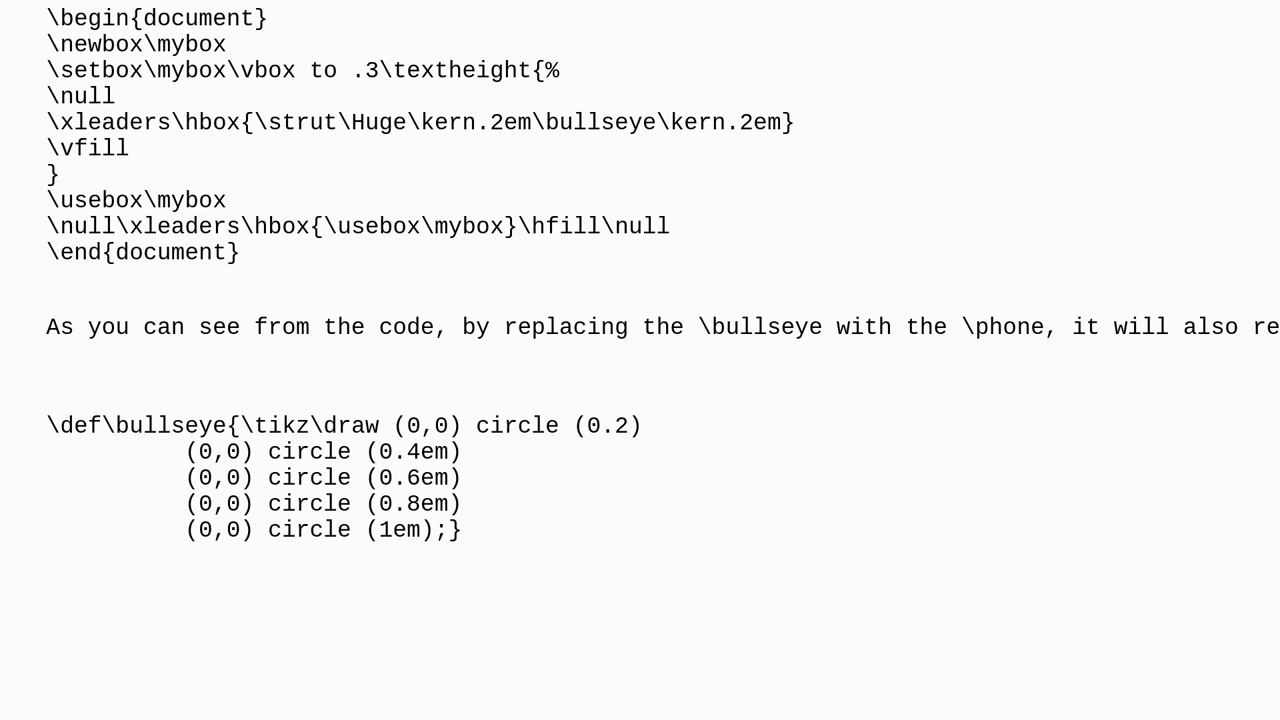 \begin{document}
\newbox\mybox
\setbox\mybox\vbox to .3\textheight{%
\null
\xleaders\hbox{\strut\Huge\kern.2em\bullseye\kern.2em}
\vfill
}
\usebox\mybox
\null\xleaders\hbox{\usebox\mybox}\hfill\null
\end{document}
As you can see from the code, by replacing the \bullseye with the \phone, it will also re
\def\bullseye{\tikz\draw (0,0) circle (0.2)
(0,0) circle (0.4em)
(0,0) circle (0.6em)
(0,0) circle (0.8em)
(0,0) circle (1em);}